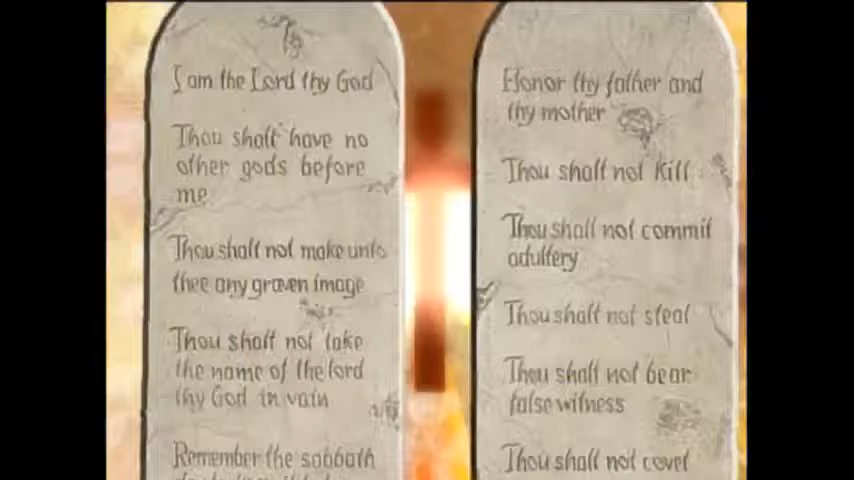 I am the Lord thy God
Thou shalt have no
other gods before
me
Thou shalt not make unto
thee any graven image
Thou shalt not take
the name of the lord
thy God in vain
Remember the sabbath
Honor thy father and
thy mother
Thou shalt not kill
Thou shalt not commit
adultery
Thou shalt not steal
Thou shalt not bear
false witness
Thou shalt not covet